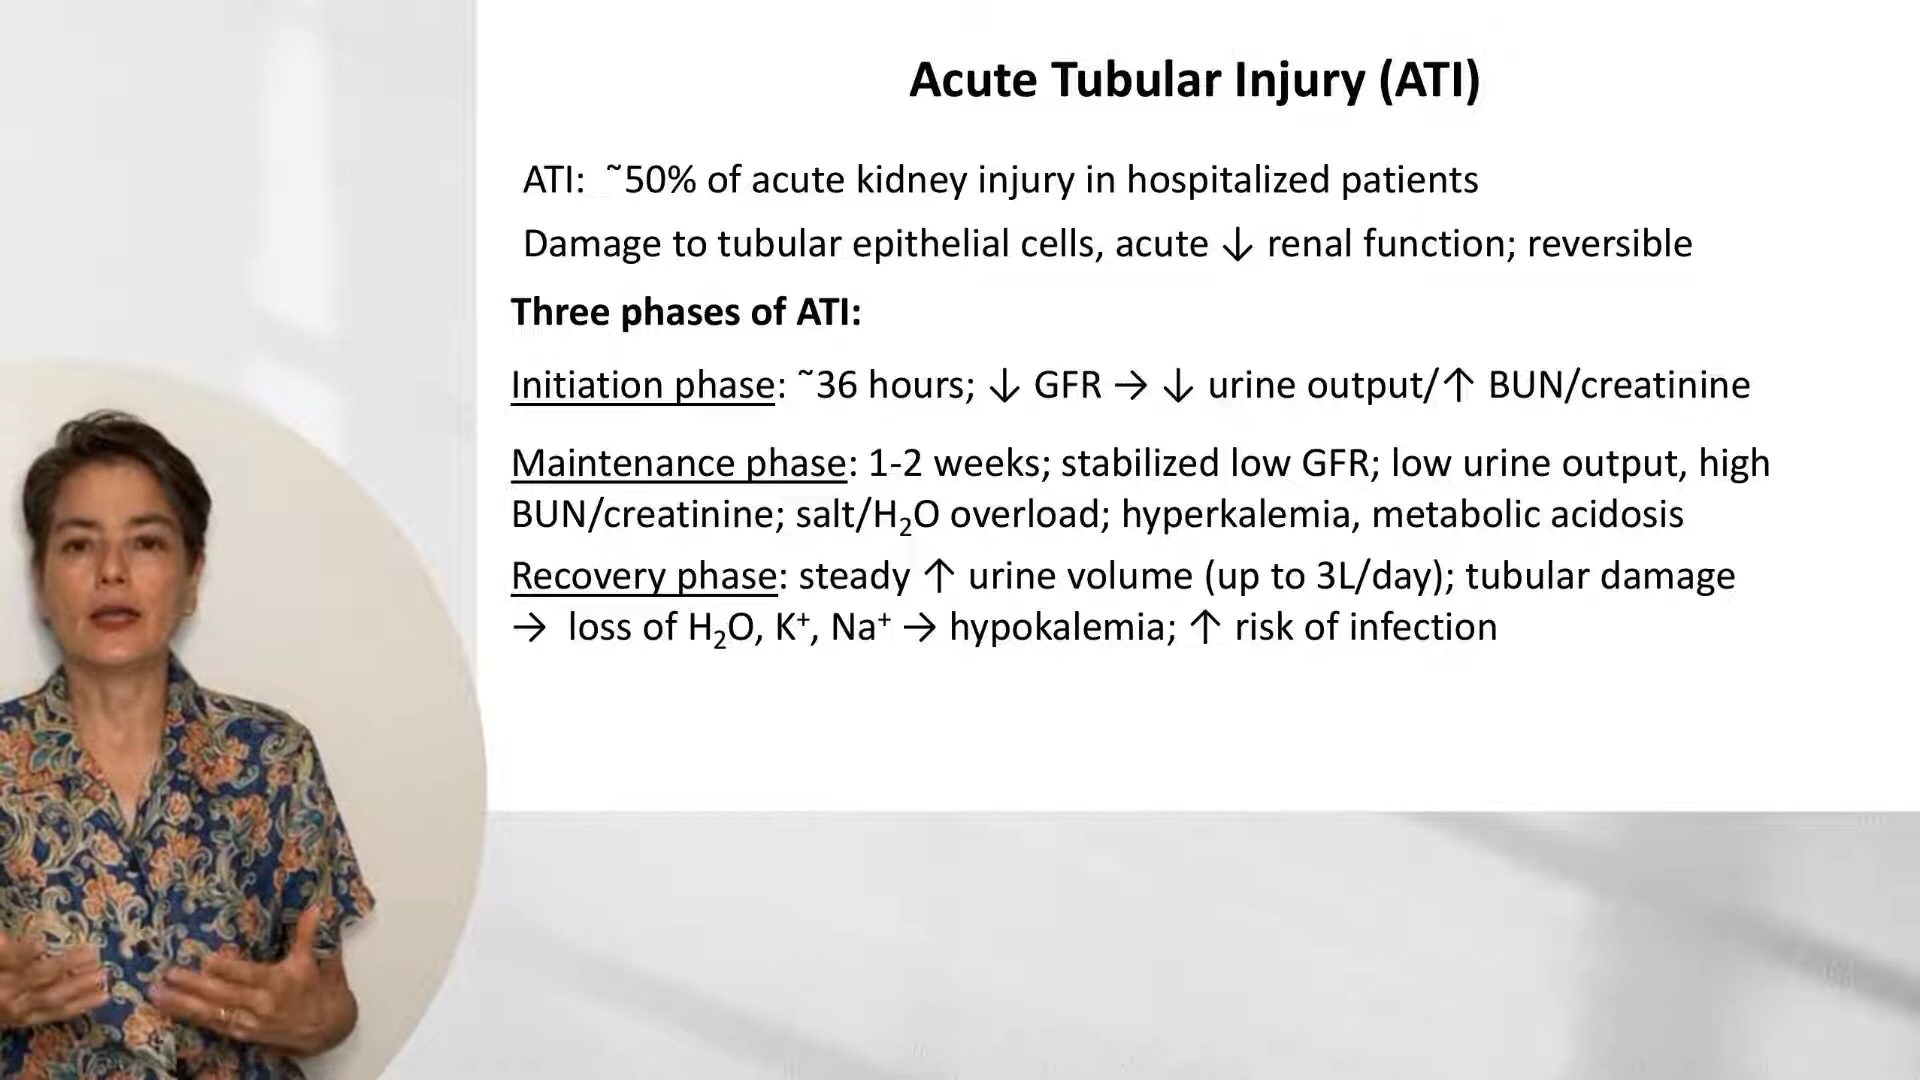 Acute Tubular Injury (ATI)
ATI: ˜50% of acute kidney injury in hospitalized patients
Damage to tubular epithelial cells, acute ↓ renal function; reversible
Three phases of ATI:
Initiation phase: ˜36 hours; ↓ GFR → ↓ urine output/↑ BUN/creatinine
Maintenance phase: 1-2 weeks; stabilized low GFR; low urine output, high
BUN/creatinine; salt/H₂O overload; hyperkalemia, metabolic acidosis
Recovery phase: steady ↑ urine volume (up to 3L/day); tubular damage
→ loss of H₂O, K⁺, Na⁺ → hypokalemia; ↑ risk of infection